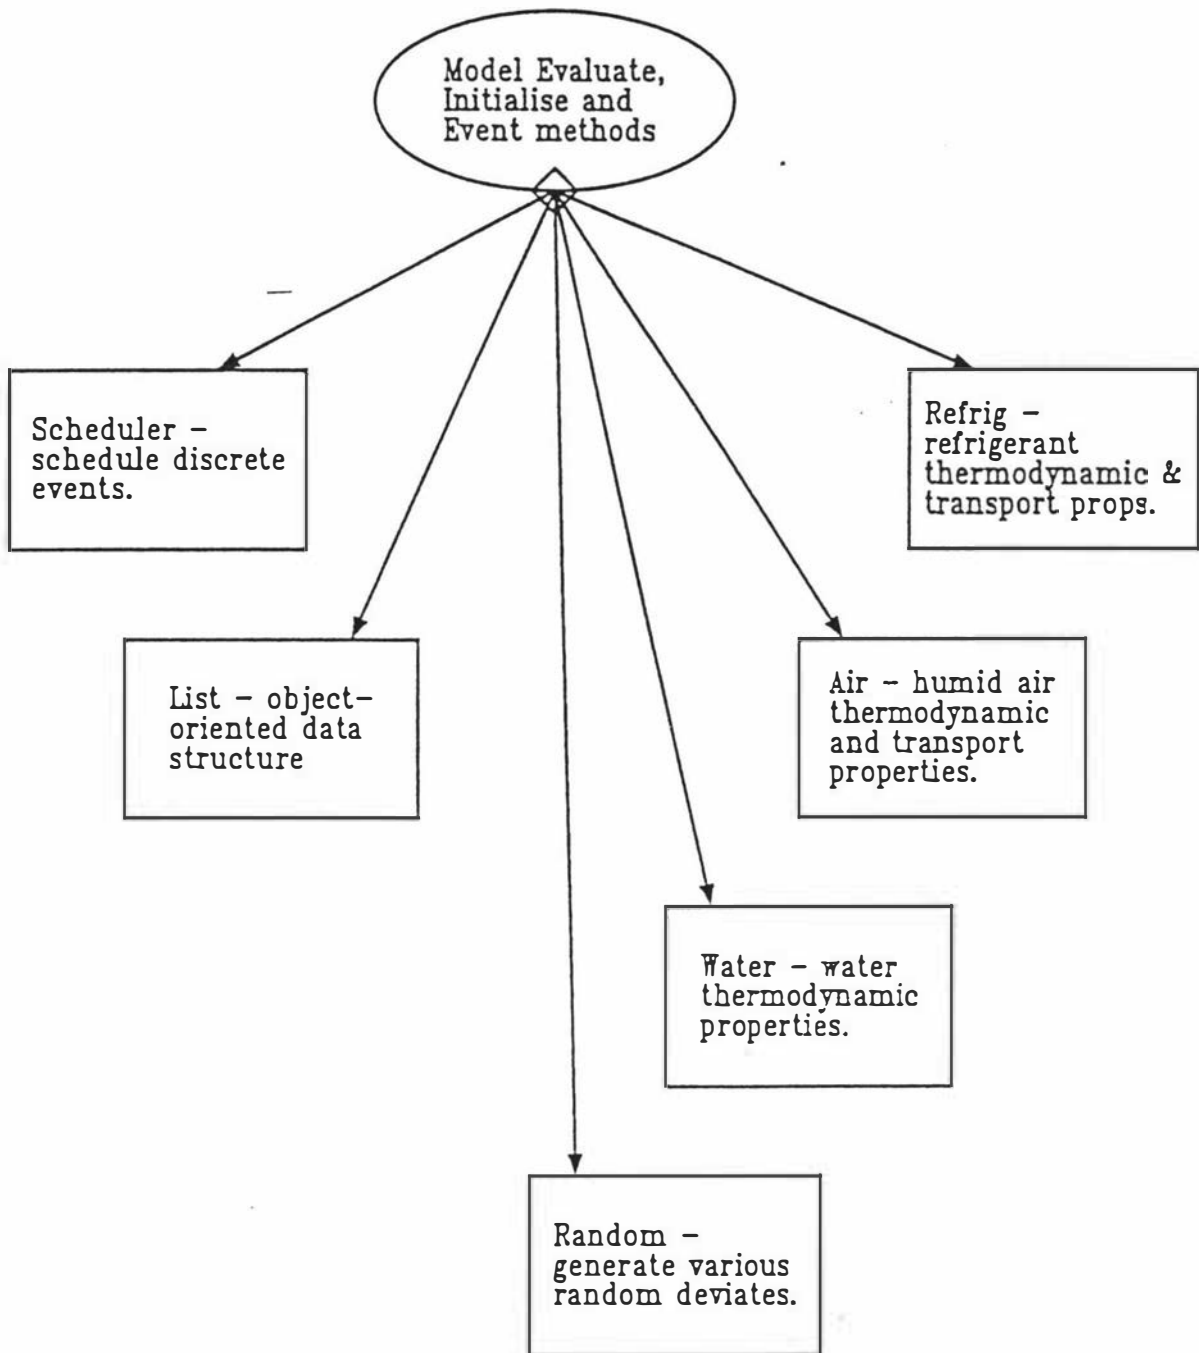 Model Evaluate,
Initialise and
Event methods
Scheduler –
schedule discrete
events.
Refrig –
refrigerant
thermodynamic &
transport props.
List – object–
oriented data
structure
Air – humid air
thermodynamic
and transport
properties.
Water – water
thermodynamic
properties.
Random –
generate various
random deviates.